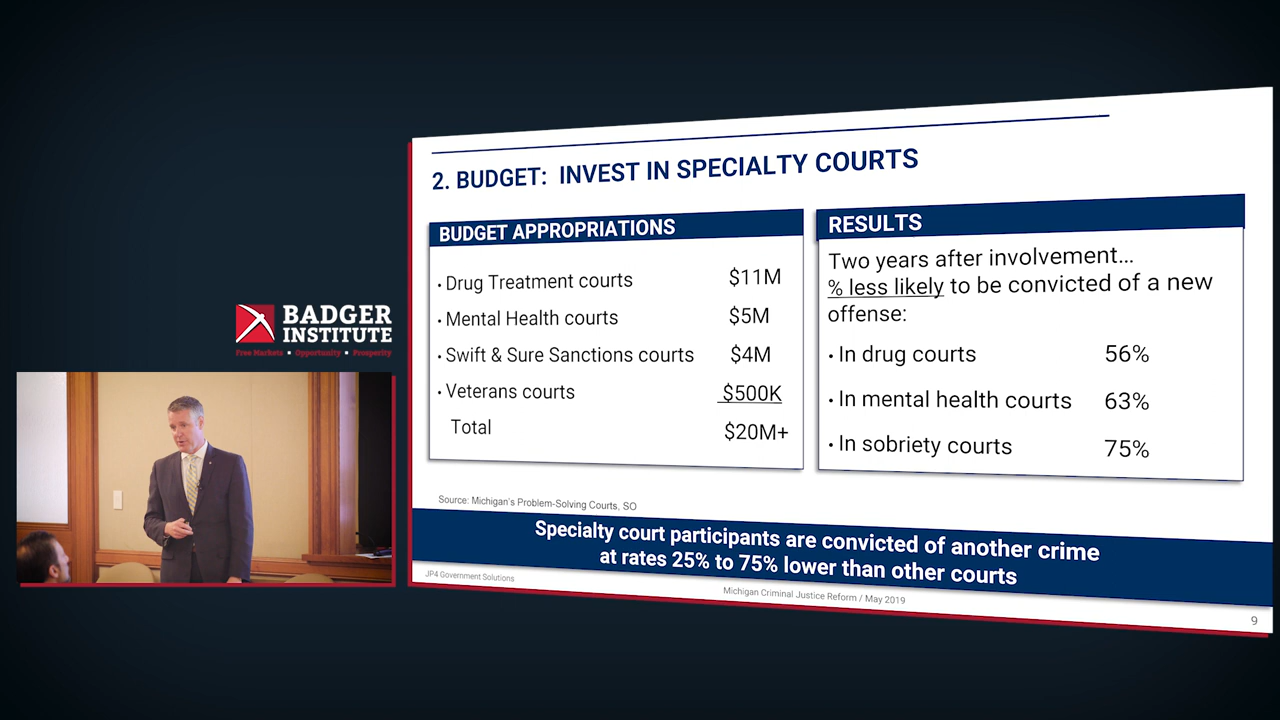 2. BUDGET: INVEST IN SPECIALTY COURTS
BUDGET APPROPRIATIONS
• Drug Treatment courts $11M
• Mental Health courts $5M
• Swift & Sure Sanctions courts $4M
• Veterans courts $500K
Total $20M+
RESULTS
Two years after involvement...
% less likely to be convicted of a new
offense:
• In drug courts 56%
• In mental health courts 63%
• In sobriety courts 75%
Source: Michigan's Problem-Solving Courts, SO
Specialty court participants are convicted of another crime
at rates 25% to 75% lower than other courts
JP4 Government Solutions
Michigan Criminal Justice Reform / May 2019
9
BADGER
INSTITUTE
Free Markets • Opportunity • Prosperity